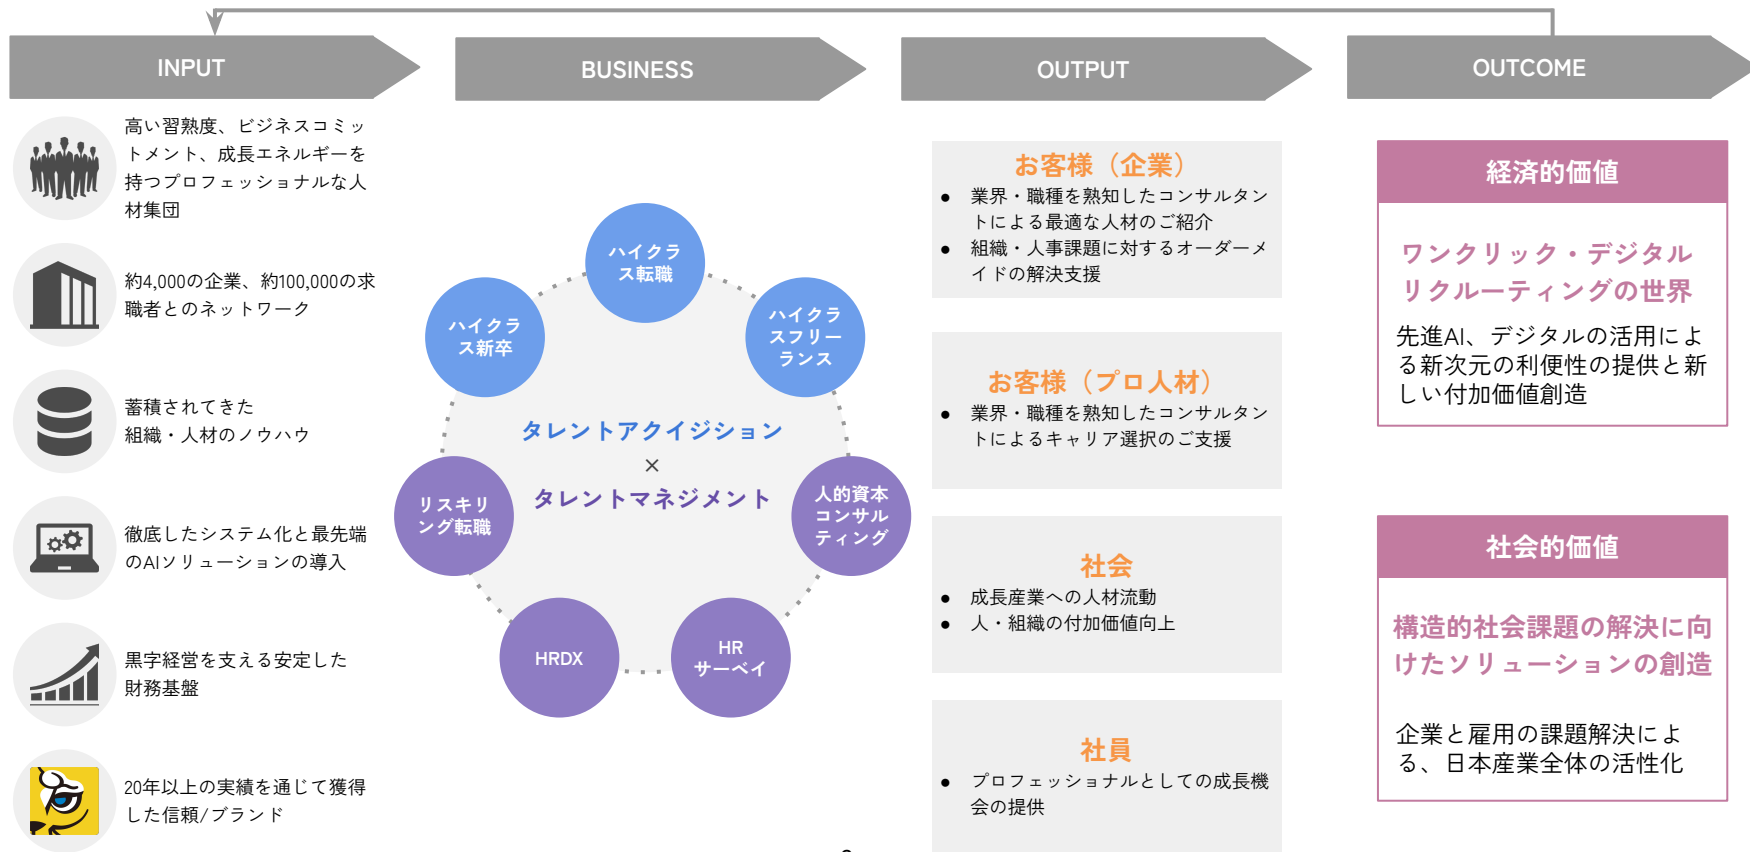 INPUT
BUSINESS
OUTPUT
OUTCOME
高い習熟度、ビジネスコミッ
トメント、成長エネルギーを
持つプロフェッショナルな人
材集団
約4,000の企業、約100,000の求
職者とのネットワーク
蓄積されてきた
組織・人材のノウハウ
徹底したシステム化と最先端
のAIソリューションの導入
黒字経営を支える安定した
財務基盤
20年以上の実績を通じて獲得
した信頼/ブランド
ハイクラ
ス転職
ハイクラ
ス新卒
ハイクラ
スフリー
ランス
タレントアクイジション
×
タレントマネジメント
リスキリ
ング転職
人的資本
コンサル
ティング
HRDX
HR
サーベイ
お客様（企業）
● 業界・職種を熟知したコンサルタン
トによる最適な人材のご紹介
● 組織・人事課題に対するオーダーメ
イドの解決支援
お客様（プロ人材）
● 業界・職種を熟知したコンサルタン
トによるキャリア選択のご支援
社会
● 成長産業への人材流動
● 人・組織の付加価値向上
社員
● プロフェッショナルとしての成長機
会の提供
経済的価値
ワンクリック・デジタル
リクルーティングの世界
先進AI、デジタルの活用によ
る新次元の利便性の提供と新
しい付加価値創造
社会的価値
構造的社会課題の解決に向
けたソリューションの創造
企業と雇用の課題解決によ
る、日本産業全体の活性化